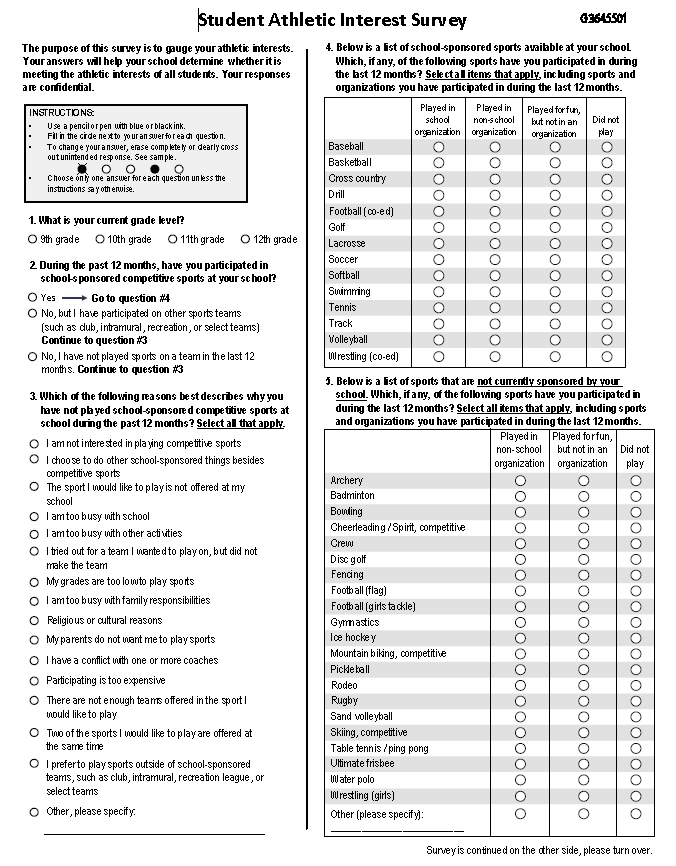 Student Athletic Interest Survey
G3645501
The purpose of this survey is to gauge your athletic interests.
Your answers will help your school determine whether it is
meeting the athletic interests of all students. Your responses
are confidential.
INSTRUCTIONS:
• Use a pencil or pen with blue or black ink.
• Fill in the circle next to your answer for each question.
• To change your answer, erase completely or clearly cross
out unintended response. See sample.
• Choose only one answer for each question unless the
instructions say otherwise.
1. What is your current grade level?
9th grade 10th grade 11th grade 12th grade
2. During the past 12 months, have you participated in
school-sponsored competitive sports at your school?
Yes Go to question #4
No, but I have participated on other sports teams
(such as club, intramural, recreation, or select teams)
Continue to question #3
No, I have not played sports on a team in the last 12
months. Continue to question #3
3. Which of the following reasons best describes why you
have not played school-sponsored competitive sports at
school during the past 12 months? Select all that apply.
I am not interested in playing competitive sports
I choose to do other school-sponsored things besides
competitive sports
The sport I would like to play is not offered at my
school
I am too busy with school
I am too busy with other activities
I tried out for a team I wanted to play on, but did not
make the team
My grades are too low to play sports
I am too busy with family responsibilities
Religious or cultural reasons
My parents do not want me to play sports
I have a conflict with one or more coaches
Participating is too expensive
There are not enough teams offered in the sport I
would like to play
Two of the sports I would like to play are offered at
the same time
I prefer to play sports outside of school-sponsored
teams, such as club, intramural, recreation league, or
select teams
Other, please specify:
4. Below is a list of school-sponsored sports available at your school.
Which, if any, of the following sports have you participated in during
the last 12 months? Select all items that apply, including sports and
organizations you have participated in during the last 12 months.
Played in Played in Played for fun, Did not
school non-school but not in an play
organization organization organization
Baseball
Basketball
Cross country
Drill
Football (co-ed)
Golf
Lacrosse
Soccer
Softball
Swimming
Tennis
Track
Volleyball
Wrestling (co-ed)
5. Below is a list of sports that are not currently sponsored by your
school. Which, if any, of the following sports have you participated in
during the last 12 months? Select all items that apply, including sports
and organizations you have participated in during the last 12 months.
Played in Played for fun,
non-school but not in an Did not
organization organization play
Archery
Badminton
Bowling
Cheerleading / Spirit, competitive
Crew
Disc golf
Fencing
Football (flag)
Football (girls tackle)
Gymnastics
Ice hockey
Mountain biking, competitive
Pickleball
Rodeo
Rugby
Sand volleyball
Skiing, competitive
Table tennis / ping pong
Ultimate frisbee
Water polo
Wrestling (girls)
Other (please specify):
Survey is continued on the other side, please turn over.